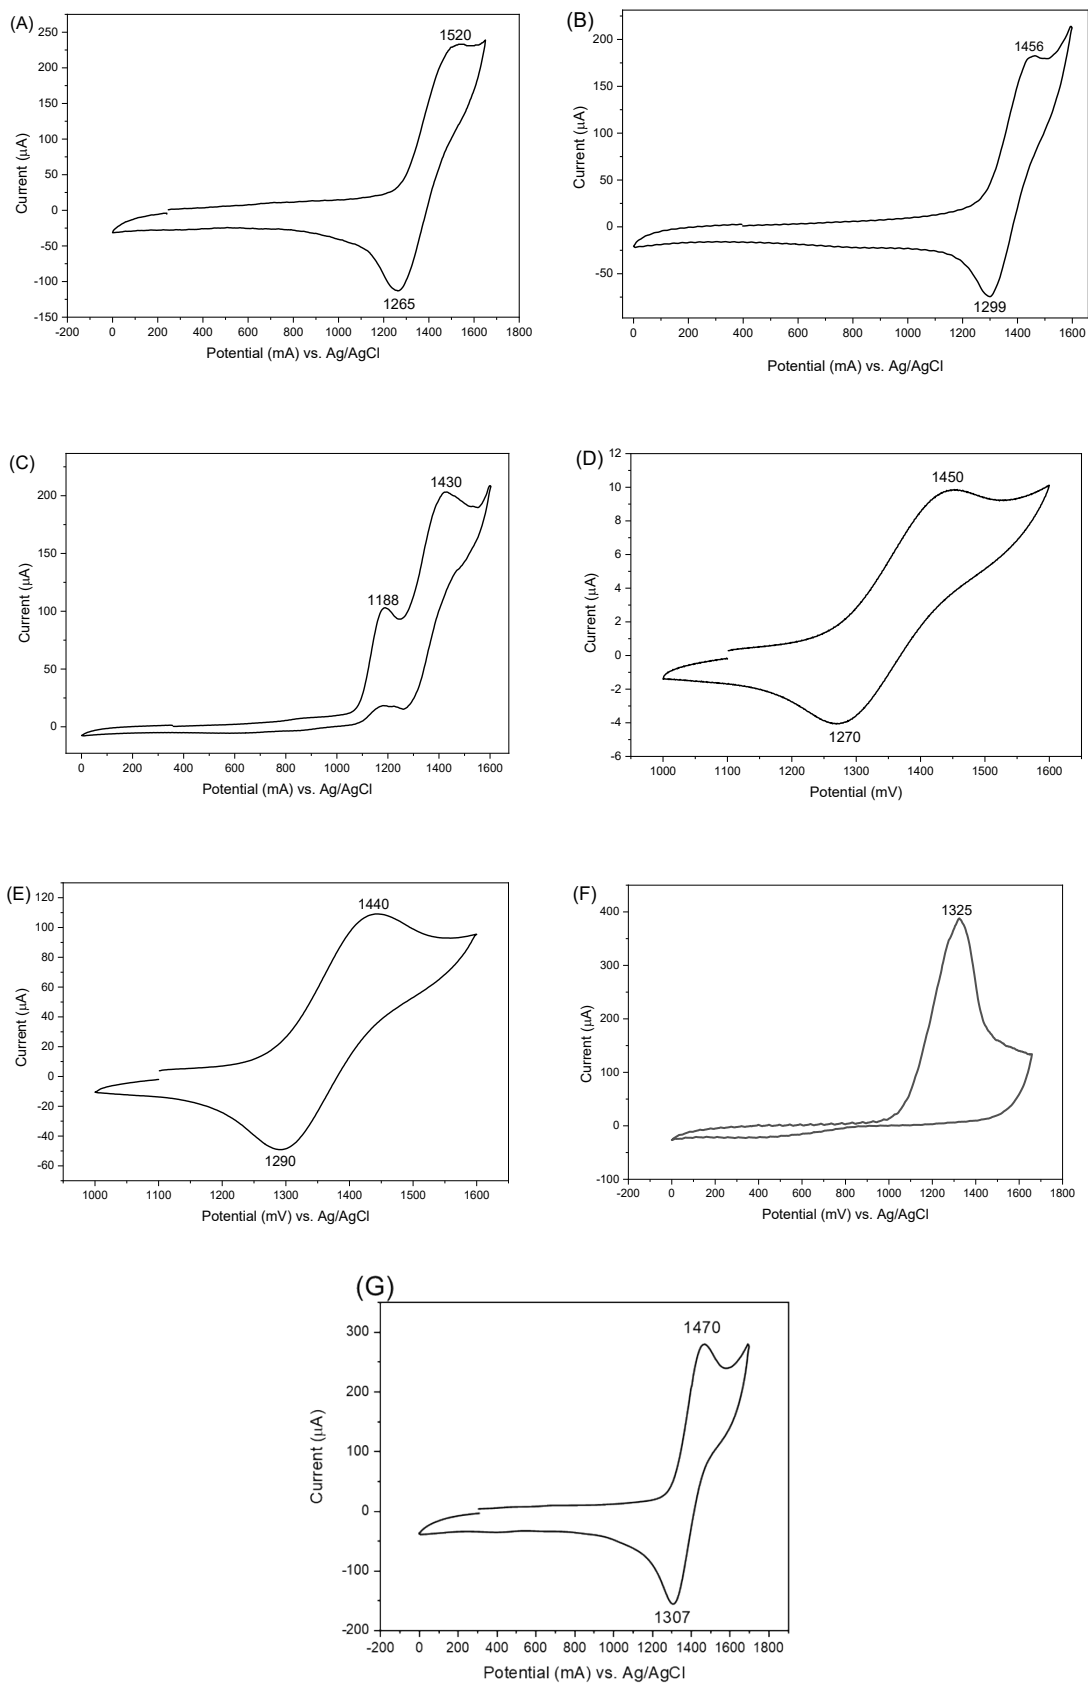 (A)
1520
250
200
150
100
50
0
-50
-100
-150
Current (μA)
1265
-200 0 200 400 600 800 1000 1200 1400 1600 1800
Potential (mA) vs. Ag/AgCl
(B)
1456
200
150
100
50
0
-50
Current (μA)
1299
0 200 400 600 800 1000 1200 1400 1600
Potential (mA) vs. Ag/AgCl
(C)
1430
1188
200
150
100
50
0
Current (μA)
0 200 400 600 800 1000 1200 1400 1600
Potential (mA) vs. Ag/AgCl
(D)
1450
12
10
8
6
4
2
0
-2
-4
-6
Current (μA)
1270
1000 1100 1200 1300 1400 1500 1600
Potential (mV)
(E)
1440
120
100
80
60
40
20
0
-20
-40
-60
Current (μA)
1290
1000 1100 1200 1300 1400 1500 1600
Potential (mV) vs. Ag/AgCl
(F)
1325
400
300
200
100
0
-100
Current (μA)
-200 0 200 400 600 800 1000 1200 1400 1600 1800
Potential (mV) vs. Ag/AgCl
(G)
1470
300
200
100
0
-100
-200
Current (μA)
1307
-200 0 200 400 600 800 1000 1200 1400 1600 1800
Potential (mA) vs. Ag/AgCl